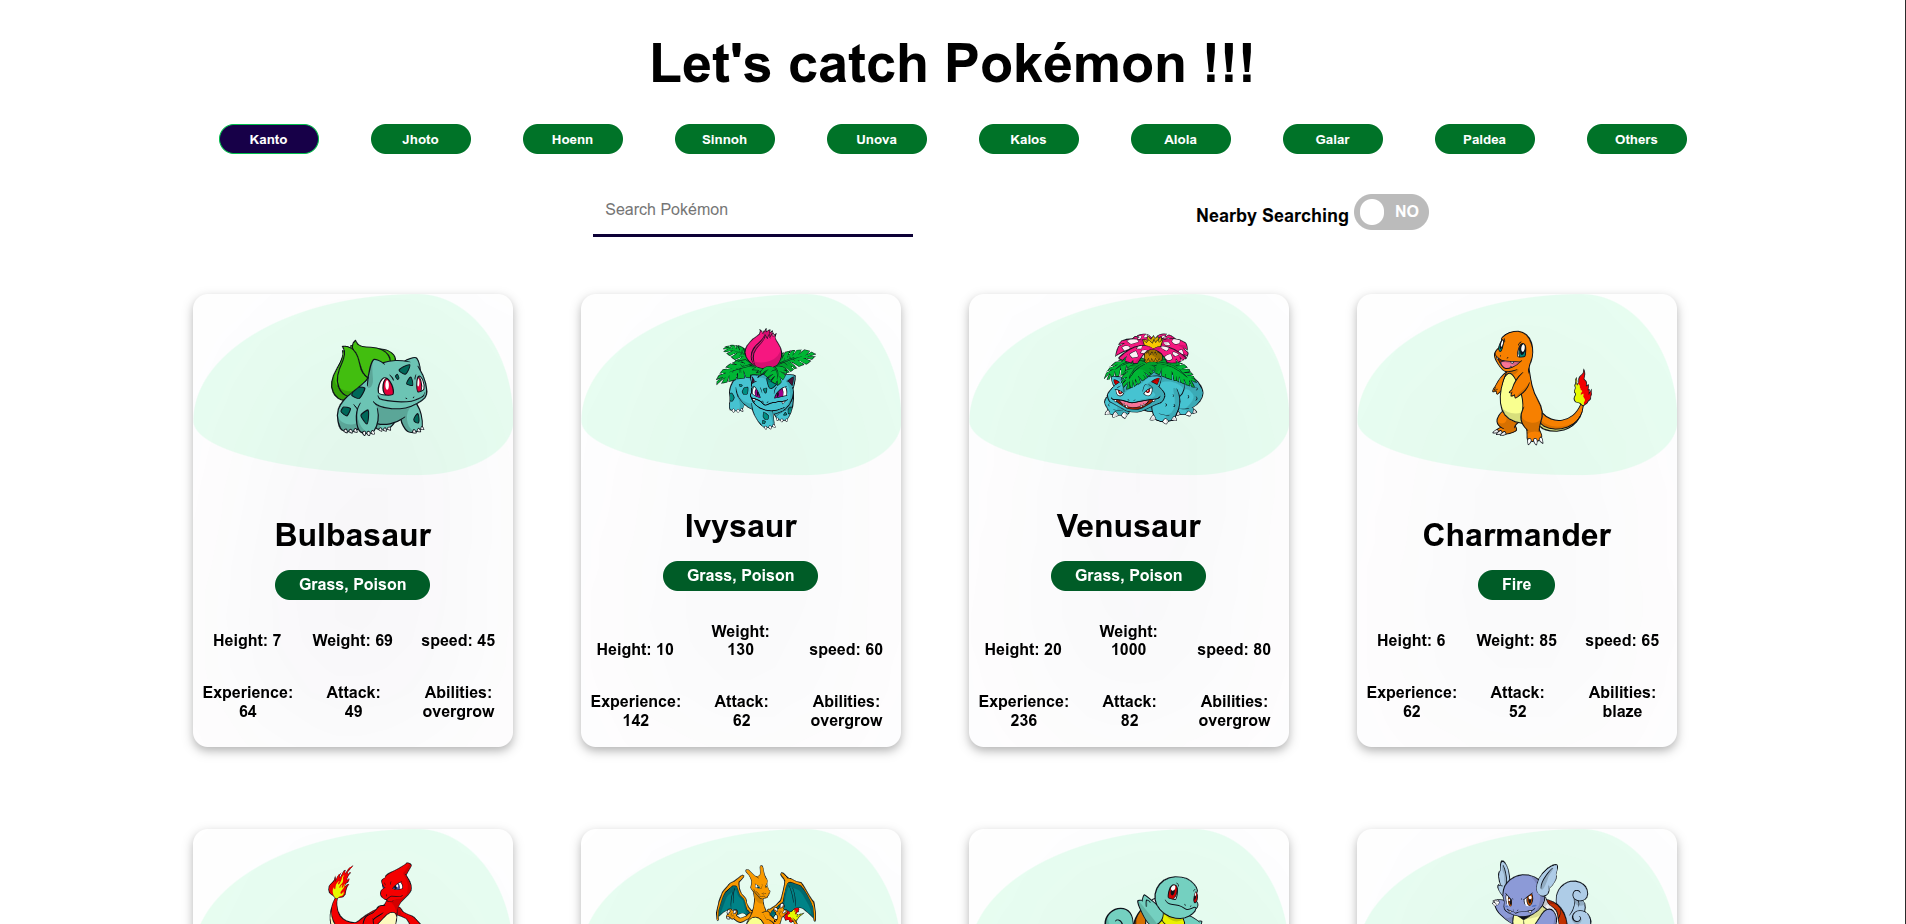 Let's catch Pokémon !!!
Kanto Jhoto Hoenn Sinnoh Unova Kalos Alola Galar Paldea Others
Search Pokémon
Nearby Searching NO
Bulbasaur
Grass, Poison
Height: 7 Weight: 69 speed: 45
Experience: Attack: Abilities:
64 49 overgrow
Ivysaur
Grass, Poison
Weight:
Height: 10 130 speed: 60
Experience: Attack: Abilities:
142 62 overgrow
Venusaur
Grass, Poison
Weight:
Height: 20 1000 speed: 80
Experience: Attack: Abilities:
236 82 overgrow
Charmander
Fire
Height: 6 Weight: 85 speed: 65
Experience: Attack: Abilities:
62 52 blaze